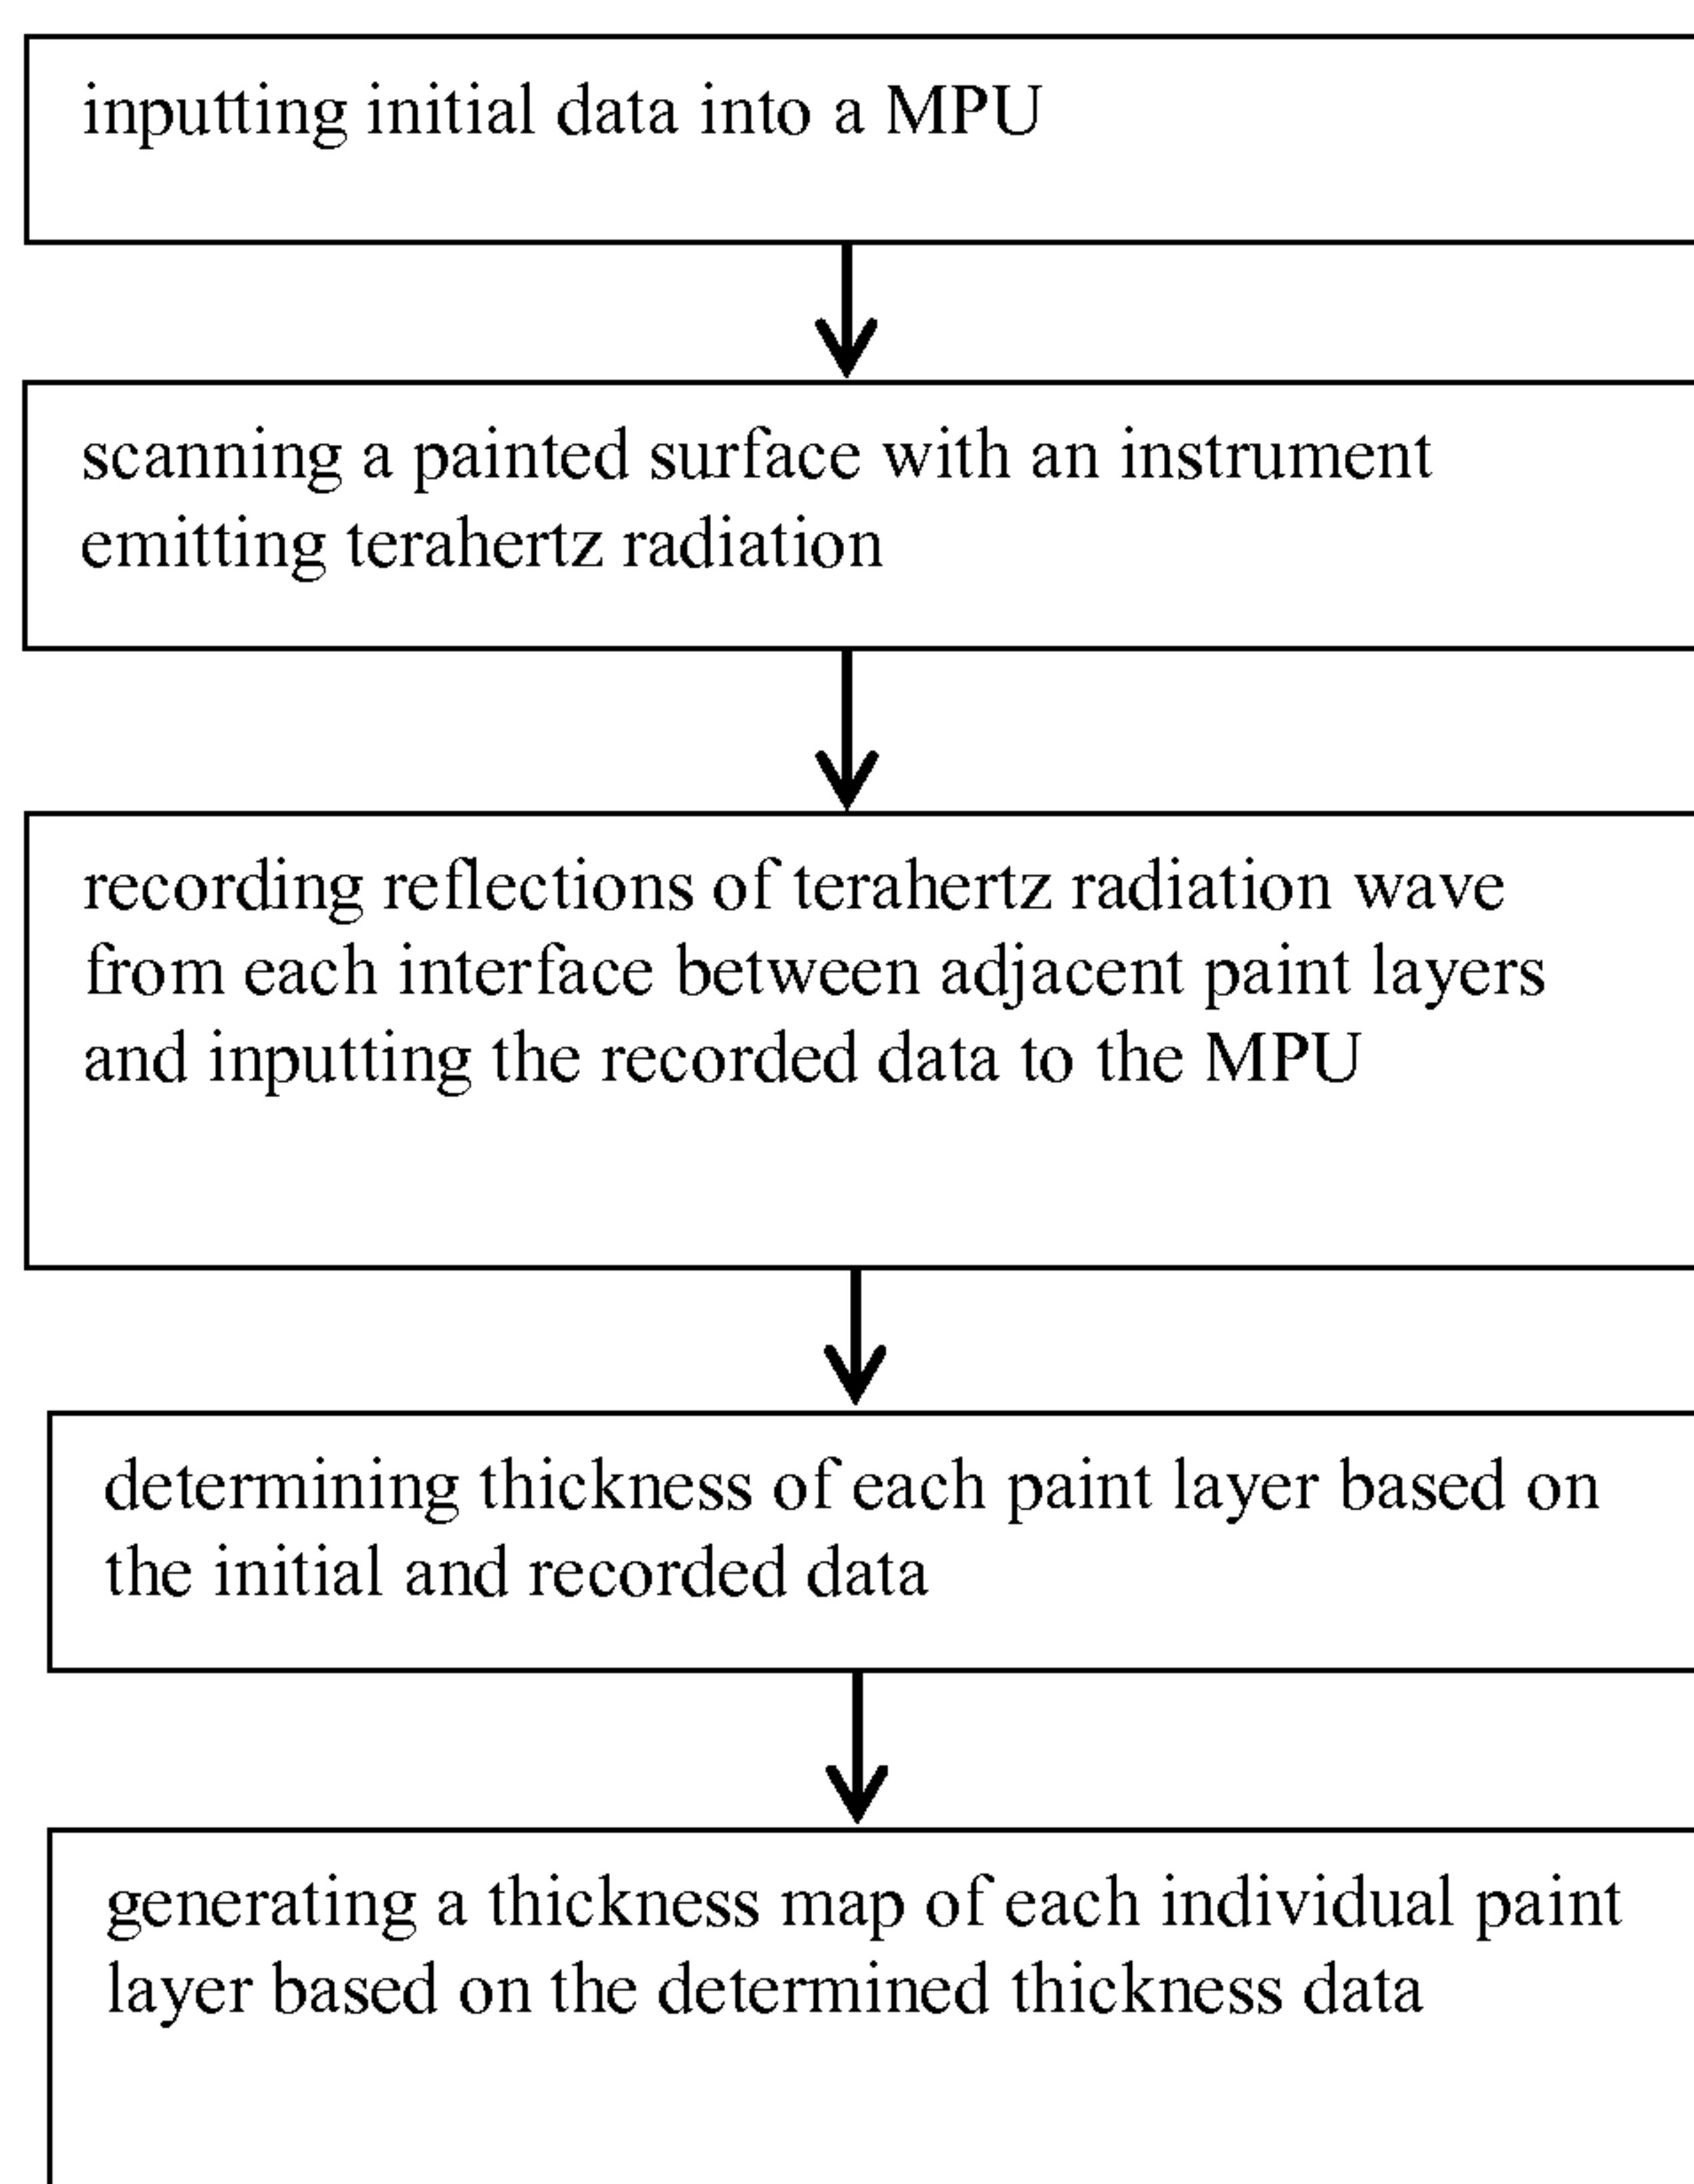 inputting initial data into a MPU
scanning a painted surface with an instrument
emitting terahertz radiation
recording reflections of terahertz radiation wave
from each interface between adjacent paint layers
and inputting the recorded data to the MPU
determining thickness of each paint layer based on
the initial and recorded data
generating a thickness map of each individual paint
layer based on the determined thickness data